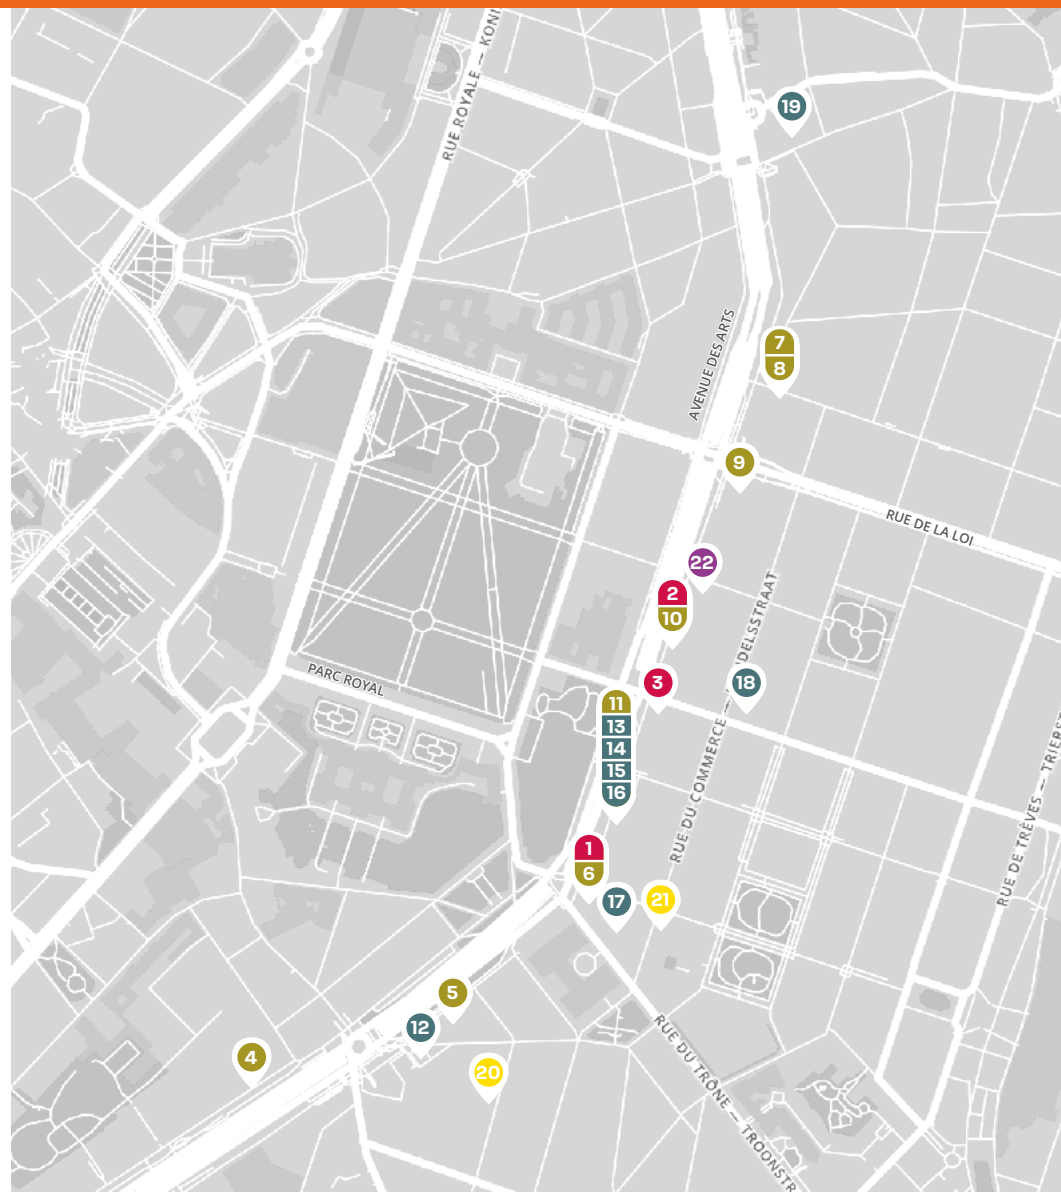 RUE ROYALE — KONI
19
AVENUE DES ARTS
7
8
9
RUE DE LA LOI
22
2
10
PARC ROYAL
3
18
RUE DU COMMERCE — 
DELSSTRAAT
11
13
14
15
16
RUE DE TRÈVES — TRIERS
1
6
17
21
5
12
4
20
RUE DU TRÔNE — TROONSTR